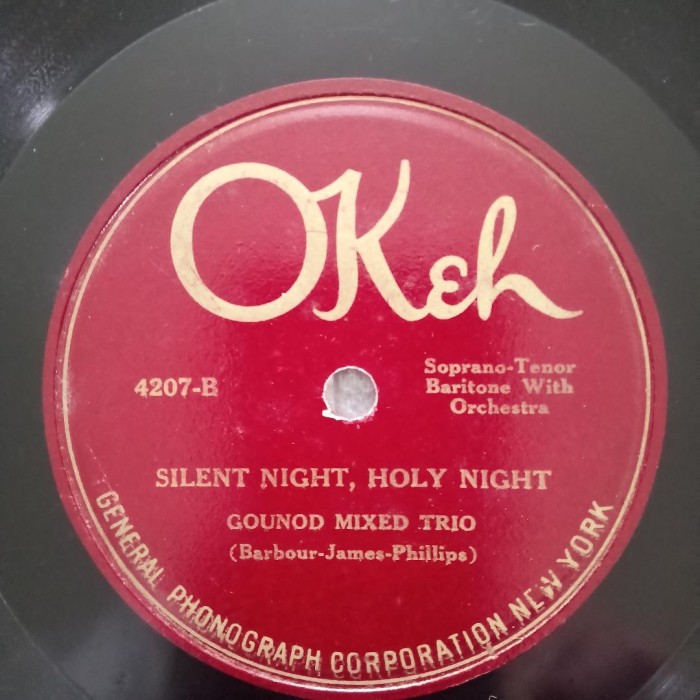 OKeh
4207-B
Soprano-Tenor
Baritone With
Orchestra
SILENT NIGHT, HOLY NIGHT
GOUNOD MIXED TRIO
(Barbour-James-Phillips)
GENERAL PHONOGRAPH CORPORATION NEW YORK